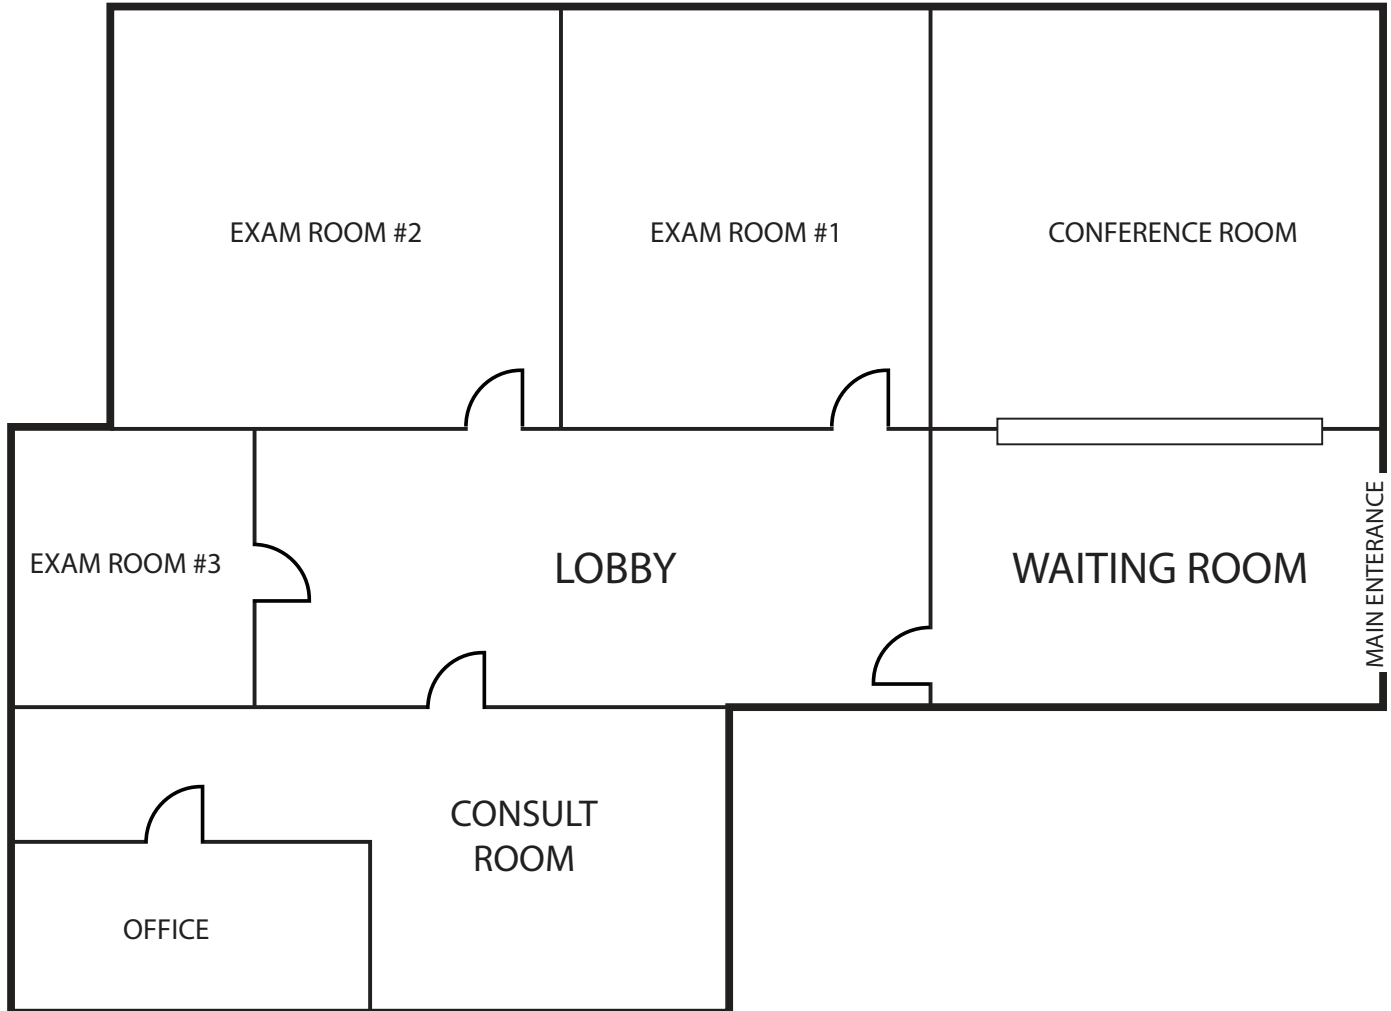 EXAM ROOM #2
EXAM ROOM #1
CONFERENCE ROOM
EXAM ROOM #3
LOBBY
WAITING ROOM
MAIN ENTERANCE
CONSULT
ROOM
OFFICE